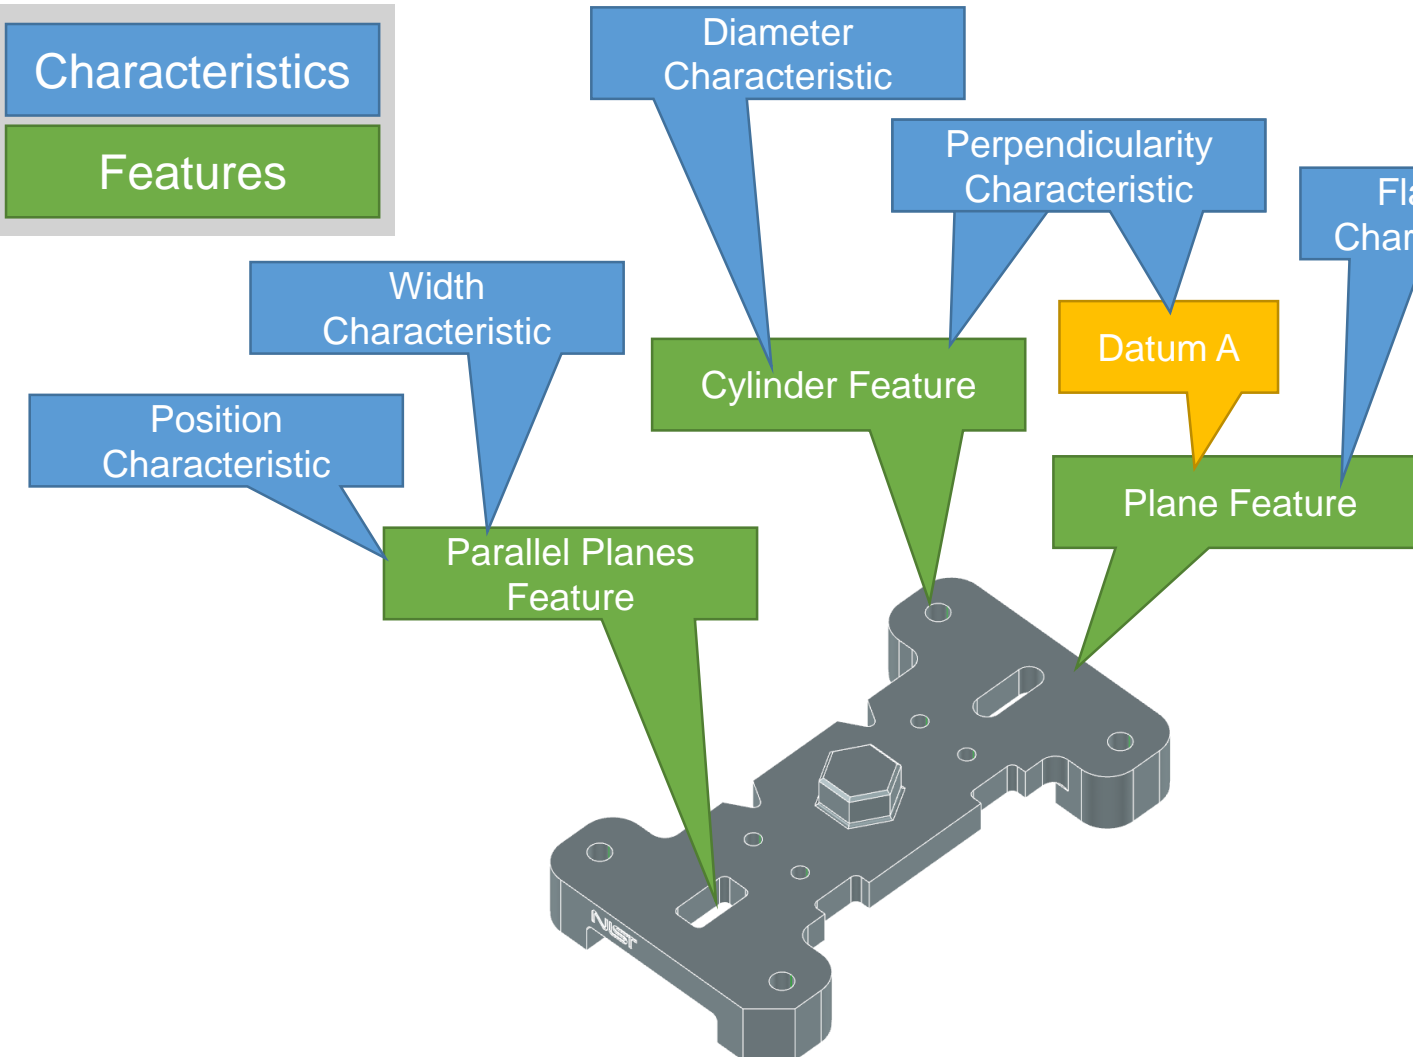 Characteristics
Features
Diameter
Characteristic
Perpendicularity
Characteristic
Width
Characteristic
Position
Characteristic
Cylinder Feature
Datum A
Plane Feature
Parallel Planes
Feature
NIST